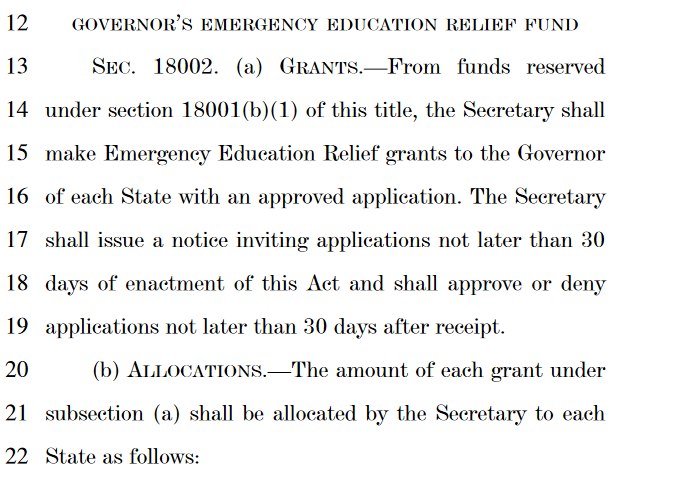 12 GOVERNOR'S EMERGENCY EDUCATION RELIEF FUND
13 SEC. 18002. (a) GRANTS.—From funds reserved
14 under section 18001(b)(1) of this title, the Secretary shall
15 make Emergency Education Relief grants to the Governor
16 of each State with an approved application. The Secretary
17 shall issue a notice inviting applications not later than 30
18 days of enactment of this Act and shall approve or deny
19 applications not later than 30 days after receipt.
20 (b) ALLOCATIONS.—The amount of each grant under
21 subsection (a) shall be allocated by the Secretary to each
22 State as follows: